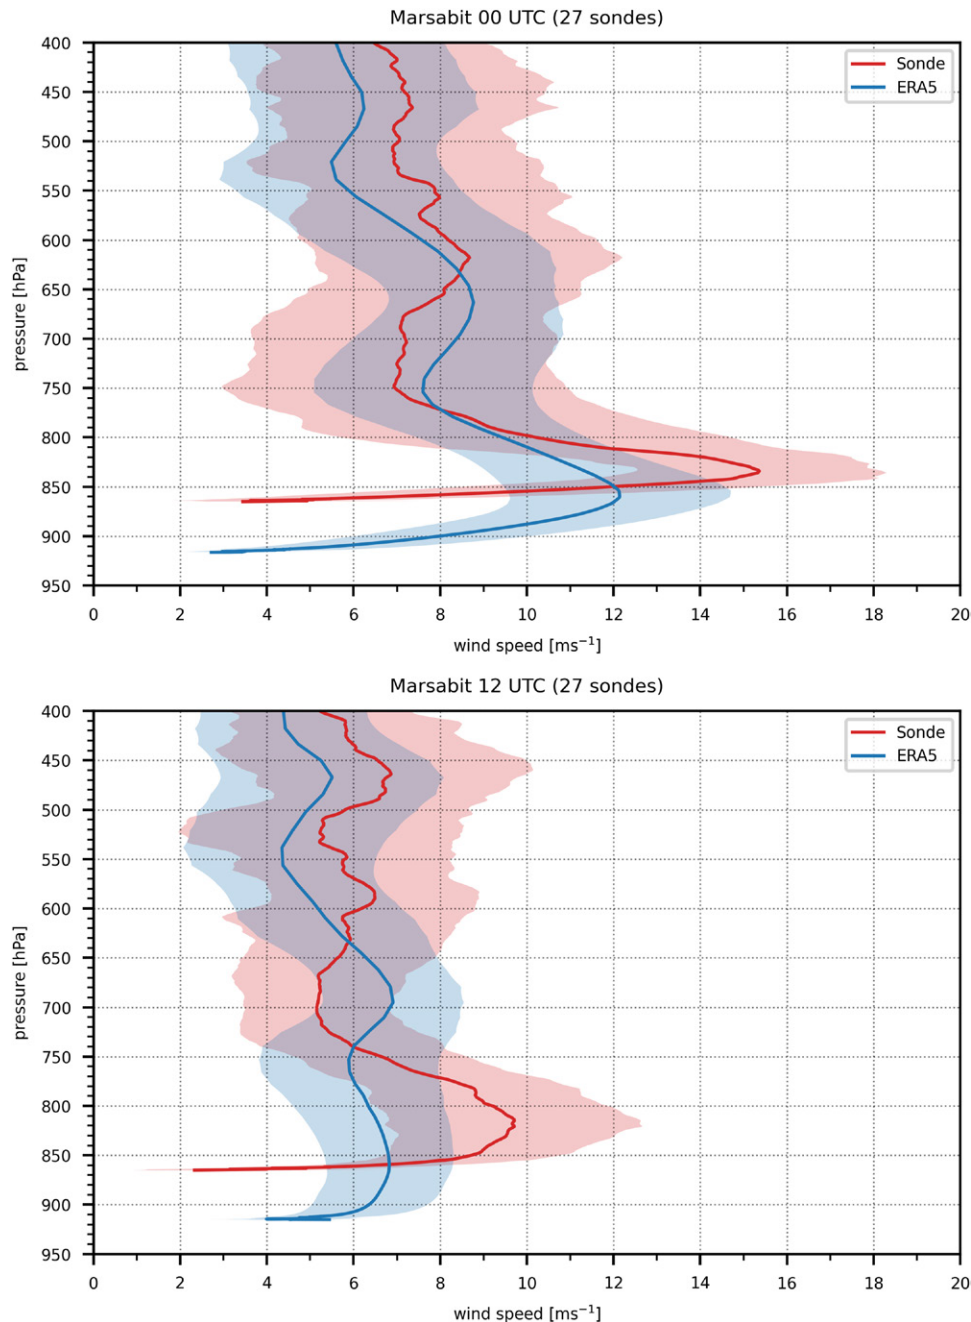 Marsabit 00 UTC (27 sondes)
Sonde
ERA5
400
450
500
550
600
650
700
750
800
850
900
950
pressure [hPa]
0 2 4 6 8 10 12 14 16 18 20
wind speed [ms⁻¹]
Marsabit 12 UTC (27 sondes)
Sonde
ERA5
400
450
500
550
600
650
700
750
800
850
900
950
pressure [hPa]
0 2 4 6 8 10 12 14 16 18 20
wind speed [ms⁻¹]